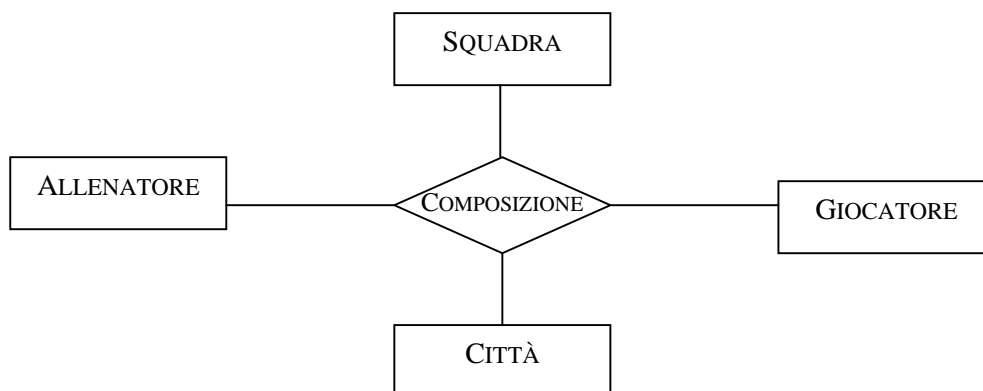 SQUADRA
ALLENATORE
COMPOSIZIONE
GIOCATORE
CITTÀ